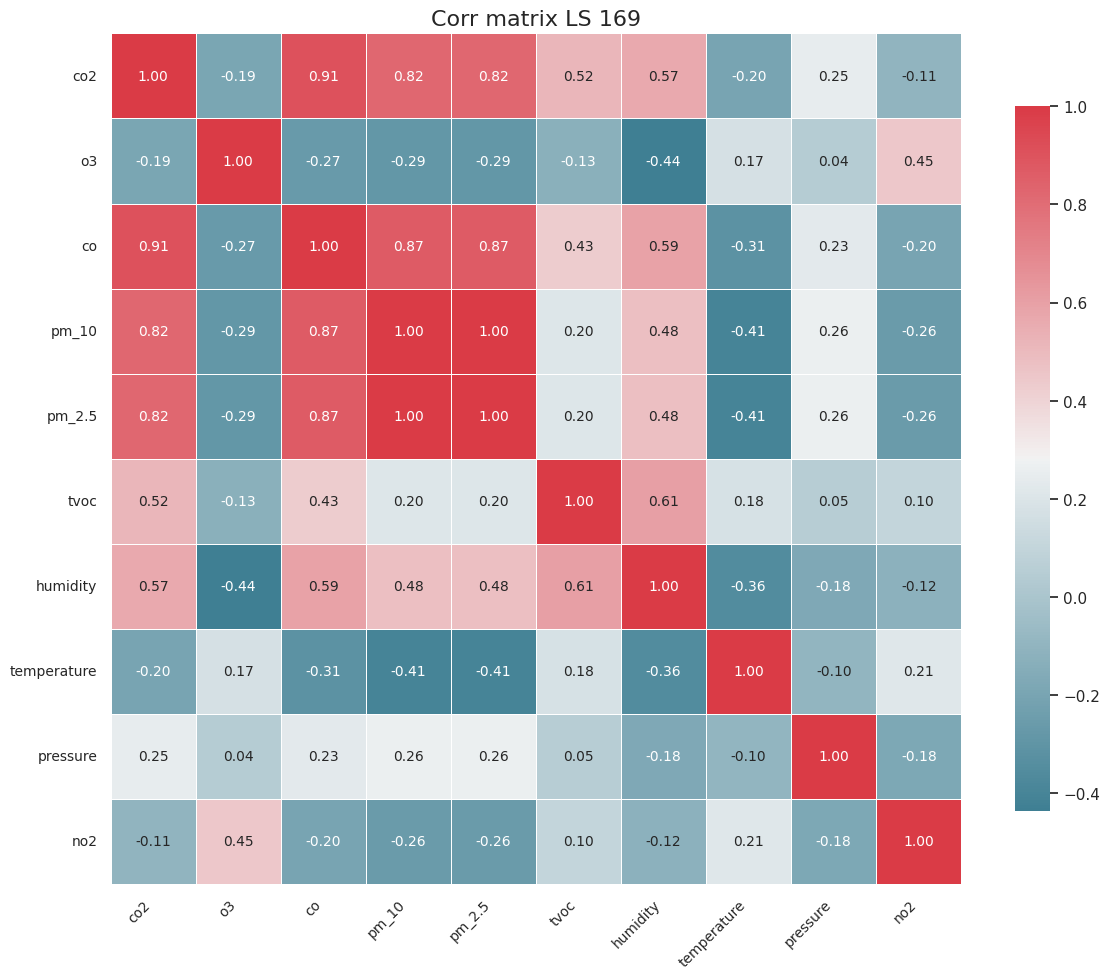 Corr matrix LS 169
co2 1.00 -0.19 0.91 0.82 0.82 0.52 0.57 -0.20 0.25 -0.11
o3 -0.19 1.00 -0.27 -0.29 -0.29 -0.13 -0.44 0.17 0.04 0.45
co 0.91 -0.27 1.00 0.87 0.87 0.43 0.59 -0.31 0.23 -0.20
pm_10 0.82 -0.29 0.87 1.00 1.00 0.20 0.48 -0.41 0.26 -0.26
pm_2.5 0.82 -0.29 0.87 1.00 1.00 0.20 0.48 -0.41 0.26 -0.26
tvoc 0.52 -0.13 0.43 0.20 0.20 1.00 0.61 0.18 0.05 0.10
humidity 0.57 -0.44 0.59 0.48 0.48 0.61 1.00 -0.36 -0.18 -0.12
temperature -0.20 0.17 -0.31 -0.41 -0.41 0.18 -0.36 1.00 -0.10 0.21
pressure 0.25 0.04 0.23 0.26 0.26 0.05 -0.18 -0.10 1.00 -0.18
no2 -0.11 0.45 -0.20 -0.26 -0.26 0.10 -0.12 0.21 -0.18 1.00
co2 o3 co pm_10 pm_2.5 tvoc humidity temperature pressure no2
1.0
0.8
0.6
0.4
0.2
0.0
−0.2
−0.4